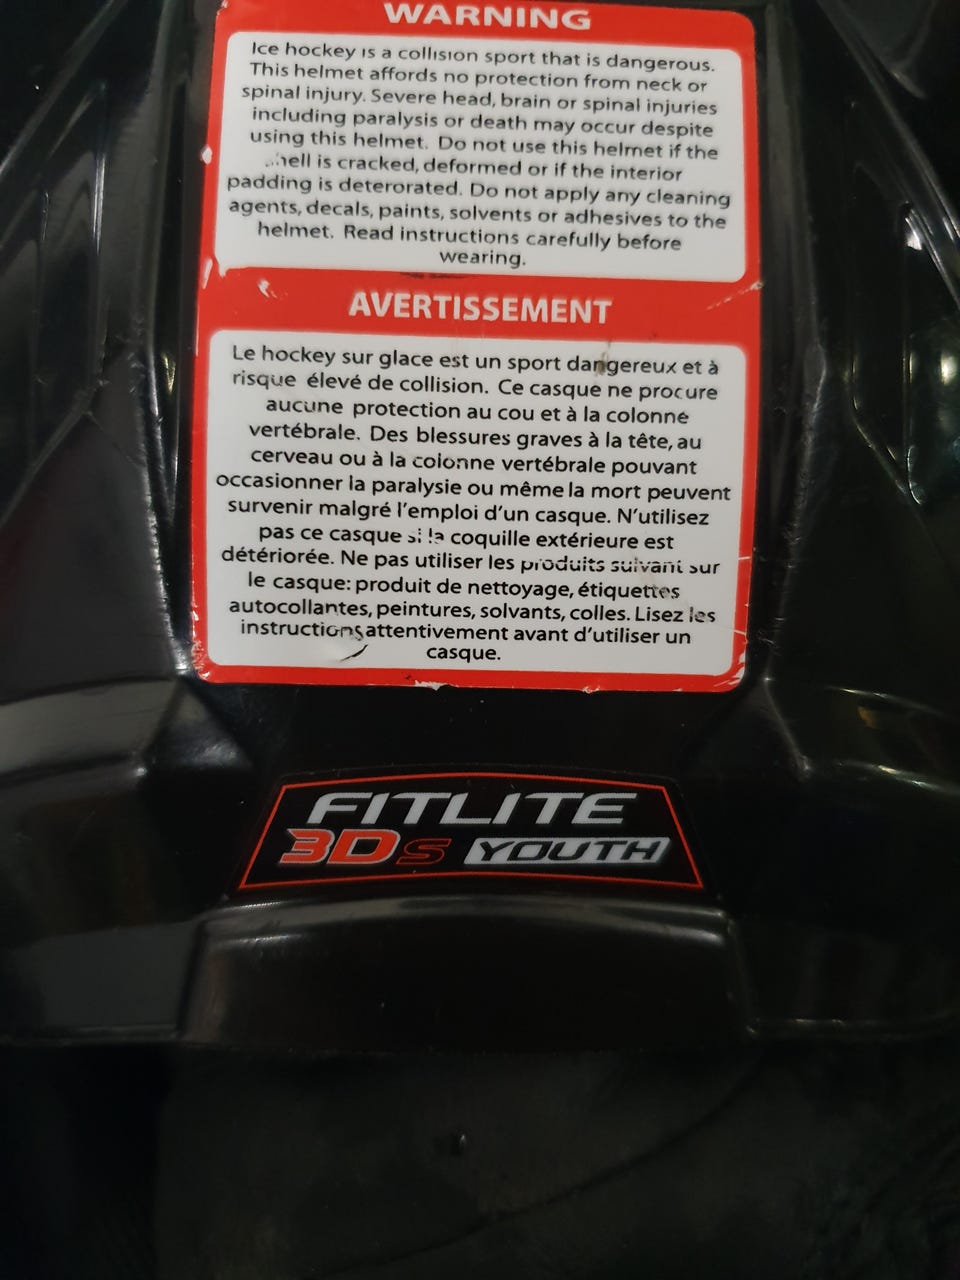 WARNING
Ice hockey is a collision sport that is dangerous.
This helmet affords no protection from neck or
spinal injury. Severe head, brain or spinal injuries
including paralysis or death may occur despite
using this helmet. Do not use this helmet if the
shell is cracked, deformed or if the interior
padding is deterorated. Do not apply any cleaning
agents, decals, paints, solvents or adhesives to the
helmet. Read instructions carefully before
wearing.
AVERTISSEMENT
Le hockey sur glace est un sport dangereux et à
risque élevé de collision. Ce casque ne procure
aucune protection au cou et à la colonne
vertébrale. Des blessures graves à la tête, au
cerveau ou à la colonne vertébrale pouvant
occasionner la paralysie ou même la mort peuvent
survenir malgré l'emploi d'un casque. N'utilisez
pas ce casque si la coquille extérieure est
détériorée. Ne pas utiliser les produits suivant sur
le casque: produit de nettoyage, étiquettes
autocollantes, peintures, solvants, colles. Lisez les
instructions attentivement avant d'utiliser un
casque.
FITLITE
3Ds YOUTH